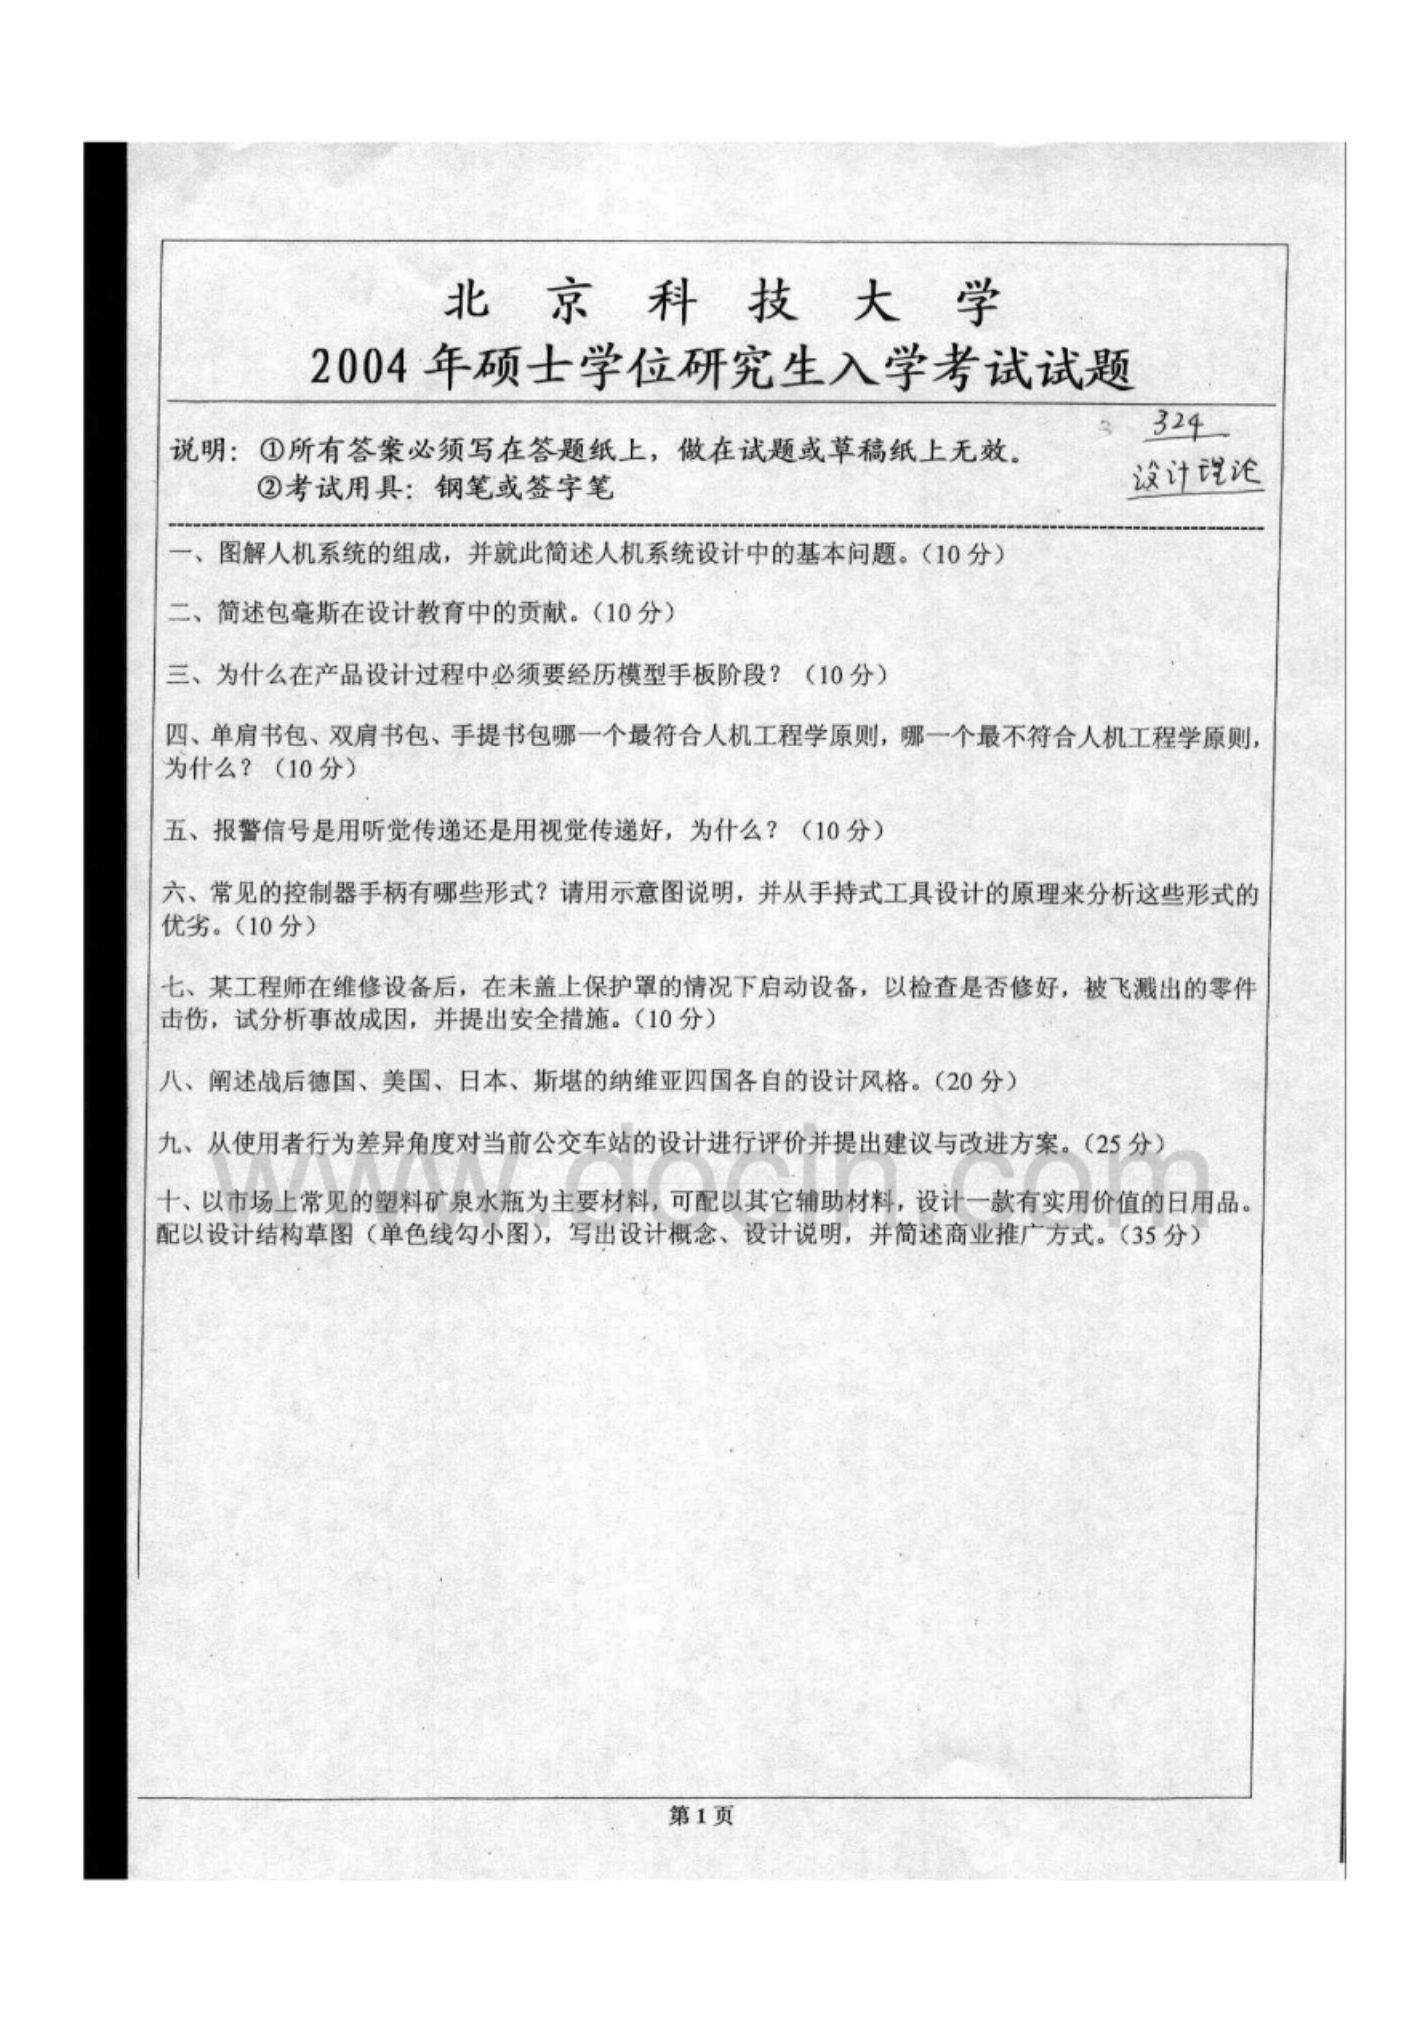 北京科技大学
2004年硕士学位研究生入学考试试题
324
设计理论
说明：①所有答案必须写在答题纸上，做在试题或草稿纸上无效。
②考试用具：钢笔或签字笔
一、图解人机系统的组成，并就此简述人机系统设计中的基本问题。（10 分）
二、简述包毫斯在设计教育中的贡献。（10 分）
三、为什么在产品设计过程中必须要经历模型手板阶段？（10 分）
四、单肩书包、双肩书包、手提书包哪一个最符合人机工程学原则，哪一个最不符合人机工程学原则，
为什么？（10 分）
五、报警信号是用听觉传递还是用视觉传递好，为什么？（10 分）
六、常见的控制器手柄有哪些形式？请用示意图说明，并从手持式工具设计的原理来分析这些形式的
优劣。（10 分）
七、某工程师在维修设备后，在未盖上保护罩的情况下启动设备，以检查是否修好，被飞溅出的零件
击伤，试分析事故成因，并提出安全措施。（10 分）
八、阐述战后德国、美国、日本、斯堪的纳维亚四国各自的设计风格。（20 分）
九、从使用者行为差异角度对当前公交车站的设计进行评价并提出建议与改进方案。（25 分）
www.docin.com
十、以市场上常见的塑料矿泉水瓶为主要材料，可配以其它辅助材料，设计一款有实用价值的日用品。
配以设计结构草图（单色线勾小图），写出设计概念、设计说明，并简述商业推广方式。（35 分）
第 1 页